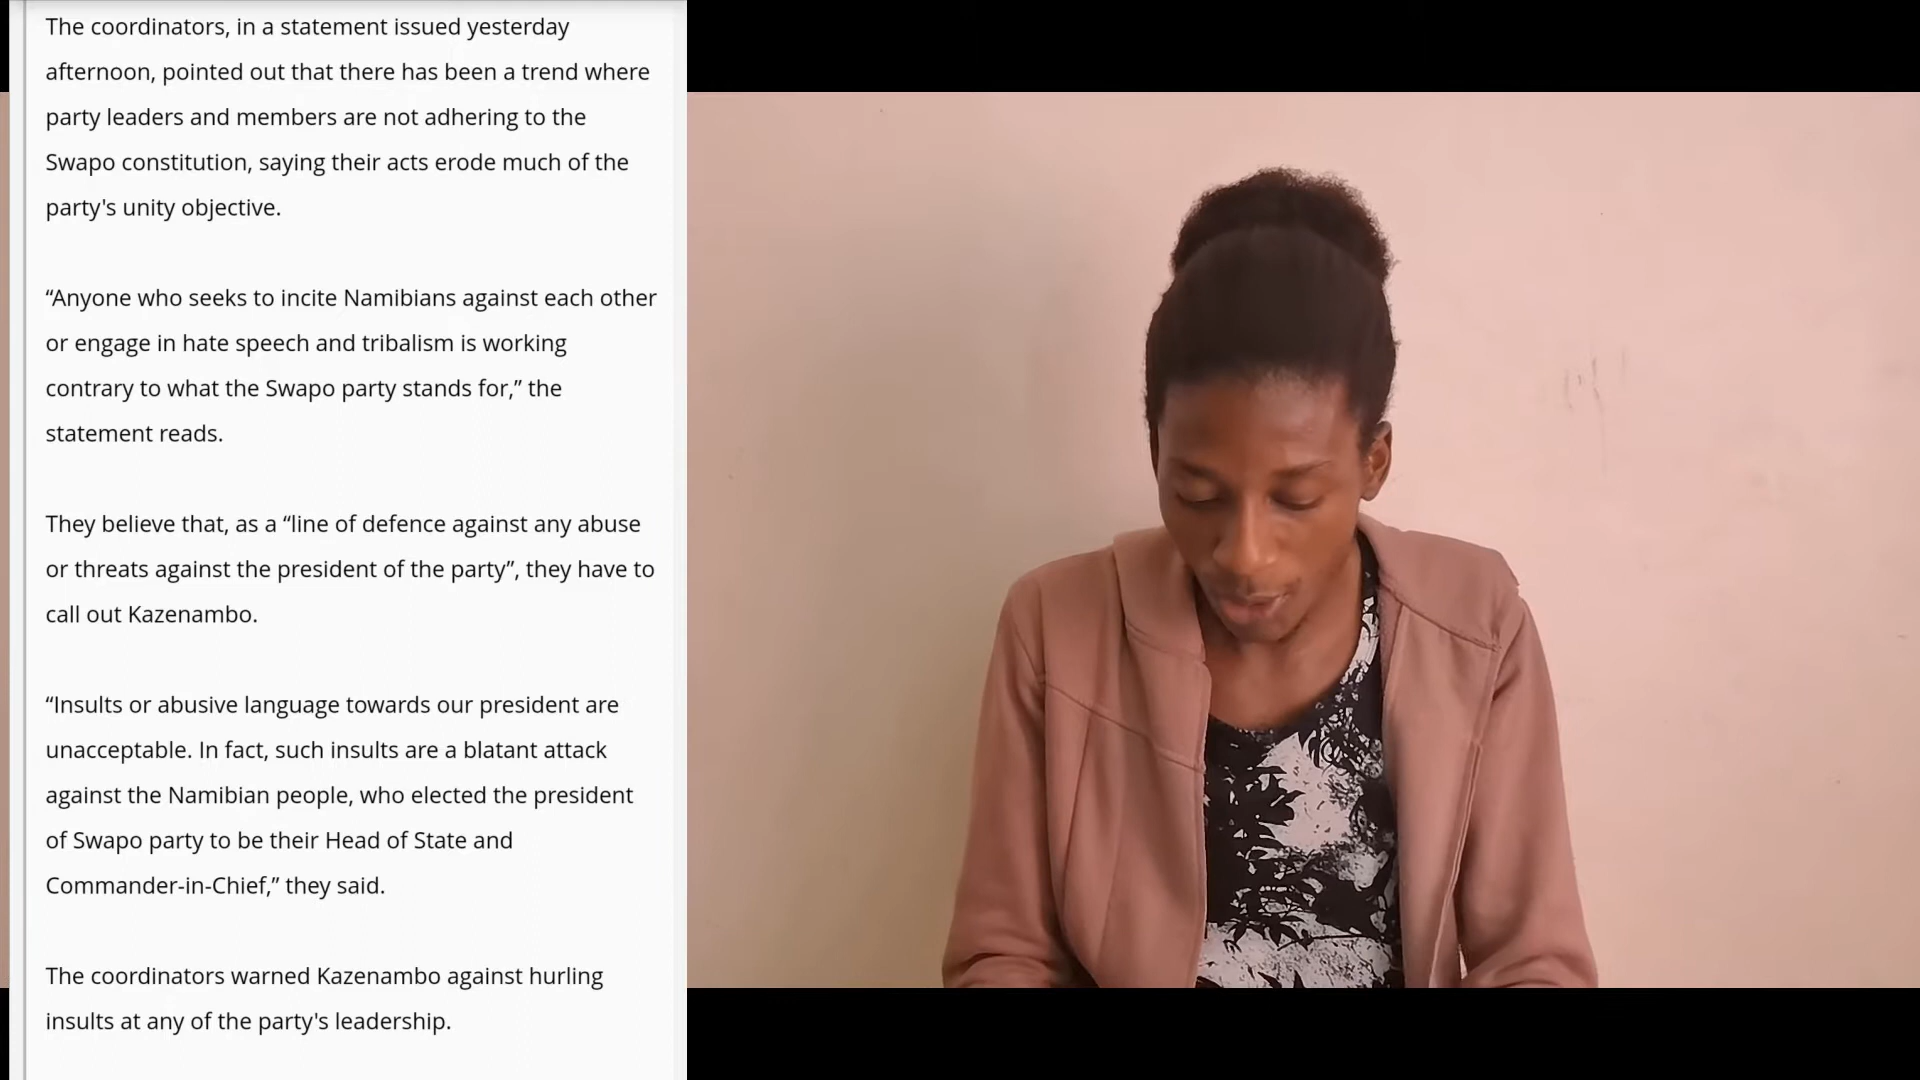 The coordinators, in a statement issued yesterday
afternoon, pointed out that there has been a trend where
party leaders and members are not adhering to the
Swapo constitution, saying their acts erode much of the
party's unity objective.
“Anyone who seeks to incite Namibians against each other
or engage in hate speech and tribalism is working
contrary to what the Swapo party stands for,” the
statement reads.
They believe that, as a “line of defence against any abuse
or threats against the president of the party”, they have to
call out Kazenambo.
“Insults or abusive language towards our president are
unacceptable. In fact, such insults are a blatant attack
against the Namibian people, who elected the president
of Swapo party to be their Head of State and
Commander-in-Chief,” they said.
The coordinators warned Kazenambo against hurling
insults at any of the party's leadership.